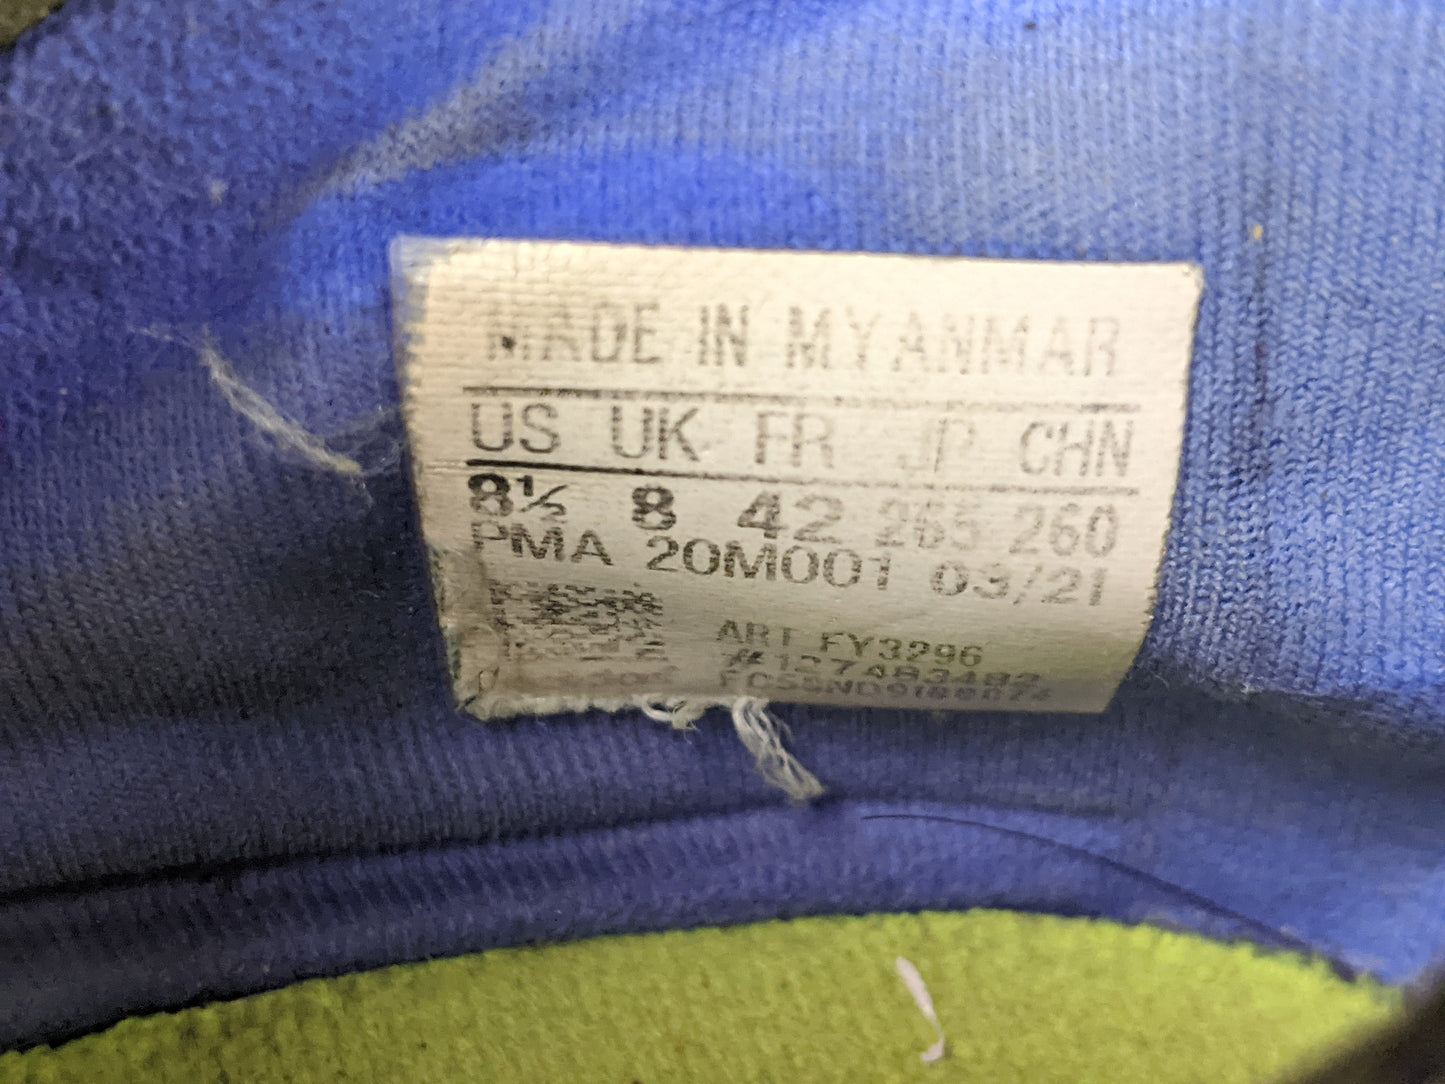 MADE IN MYANMAR
US UK FR JP CHN
8½ 8 42 265 260
PMA 20M001 03/21
ART FY3296